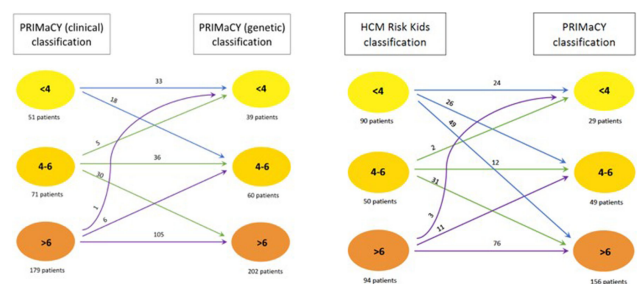 PRIMaCY (clinical)
classification
PRIMaCY (genetic)
classification
<4
51 patients
33
18
<4
39 patients
4-6
71 patients
5
36
30
4-6
60 patients
>6
179 patients
1
6
105
>6
202 patients
HCM Risk Kids
classification
PRIMaCY
classification
<4
90 patients
24
26
49
<4
29 patients
4-6
50 patients
2
12
31
4-6
49 patients
>6
94 patients
3
11
76
>6
156 patients